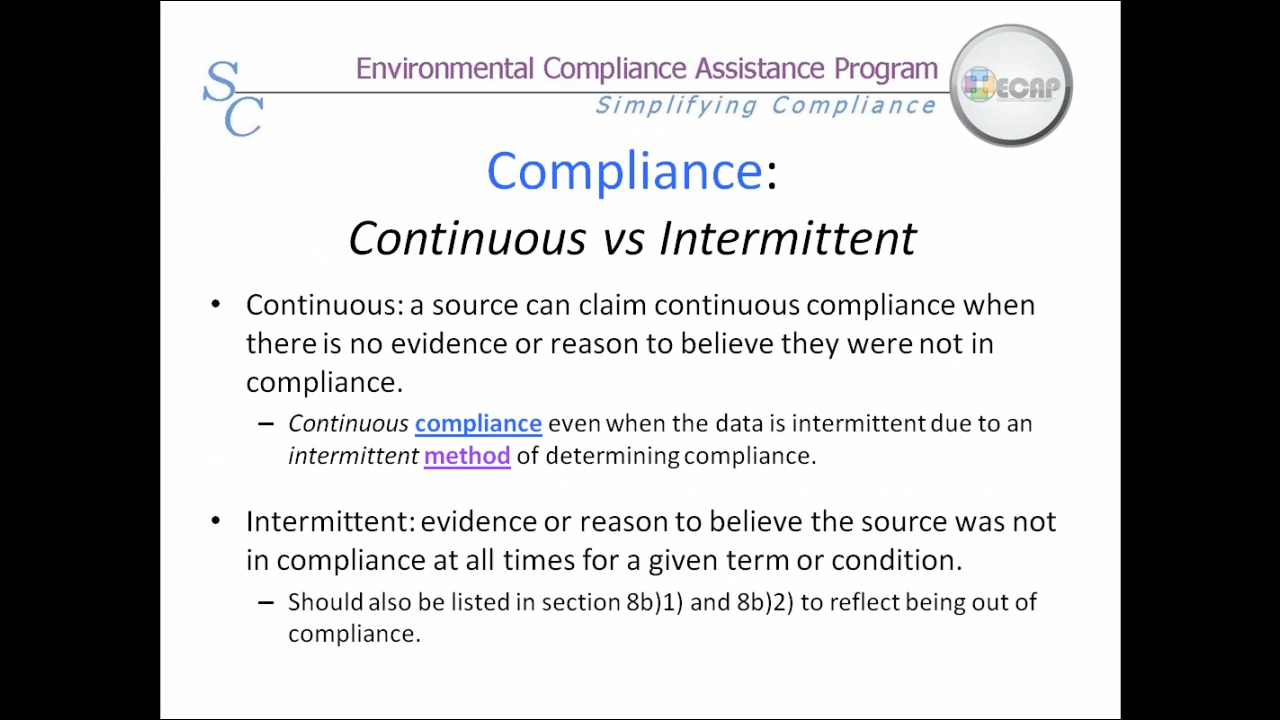 S
C
Environmental Compliance Assistance Program
Simplifying Compliance
ECAP
Compliance:
Continuous vs Intermittent
• Continuous: a source can claim continuous compliance when
there is no evidence or reason to believe they were not in
compliance.
– Continuous compliance even when the data is intermittent due to an
intermittent method of determining compliance.
• Intermittent: evidence or reason to believe the source was not
in compliance at all times for a given term or condition.
– Should also be listed in section 8b)1) and 8b)2) to reflect being out of
compliance.